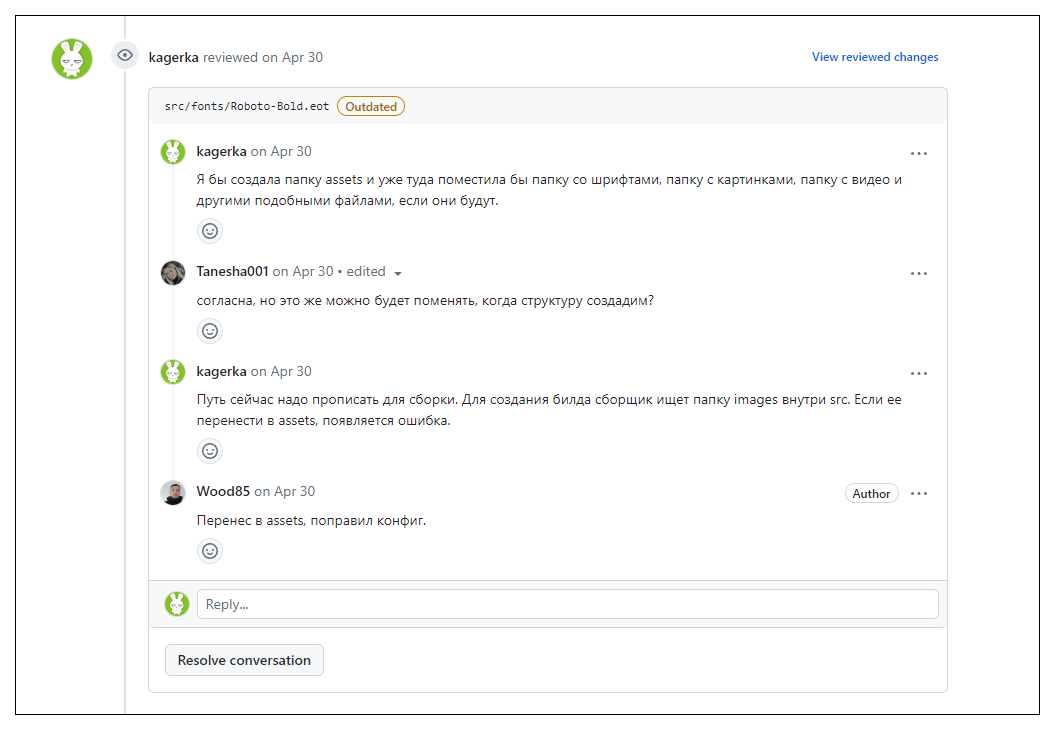 kagerka reviewed on Apr 30
View reviewed changes
src/fonts/Roboto-Bold.eot Outdated
kagerka on Apr 30
Я бы создала папку assets и уже туда поместила бы папку со шрифтами, папку с картинками, папку с видео и
другими подобными файлами, если они будут.
Tanesha001 on Apr 30 • edited
согласна, но это же можно будет поменять, когда структуру создадим?
kagerka on Apr 30
Путь сейчас надо прописать для сборки. Для создания билда сборщик ищет папку images внутри src. Если ее
перенести в assets, появляется ошибка.
Wood85 on Apr 30
Author
Перенес в assets, поправил конфиг.
Reply...
Resolve conversation